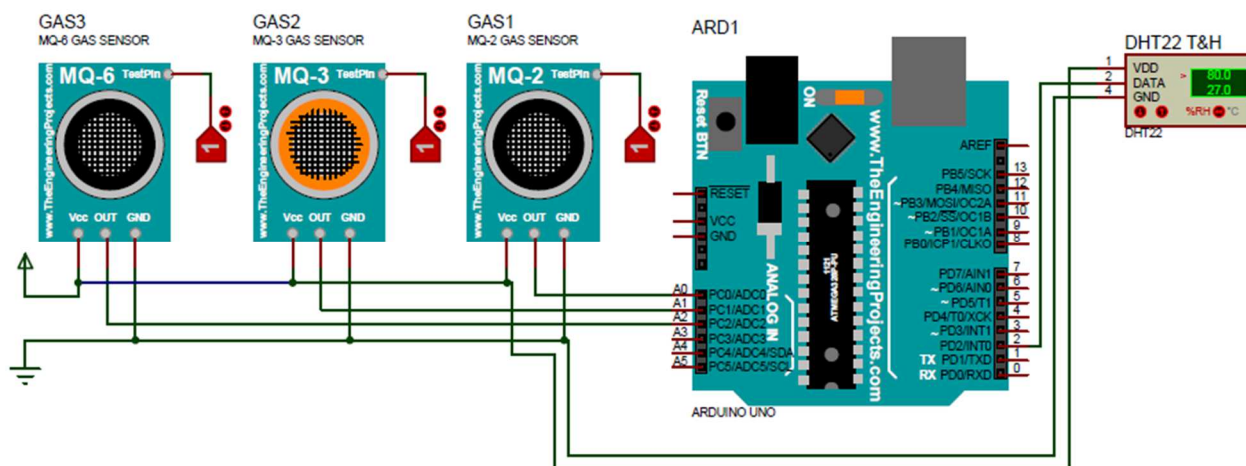 GAS3
MQ-6 GAS SENSOR
MQ-6
TestPin
www.TheEngineeringProjects.com
Vcc OUT GND
1
GAS2
MQ-3 GAS SENSOR
MQ-3
TestPin
www.TheEngineeringProjects.com
Vcc OUT GND
1
GAS1
MQ-2 GAS SENSOR
MQ-2
TestPin
www.TheEngineeringProjects.com
Vcc OUT GND
1
ARD1
Reset BTN
ON
www.TheEngineeringProjects.com
RESET
VCC
GND
ANALOG IN
A0 PC0/ADC0
A1 PC1/ADC1
A2 PC2/ADC2
A3 PC3/ADC3
A4 PC4/ADC4/SDA
A5 PC5/ADC5/SCL
AREF
PB5/SCK 13
PB4/MISO 12
~PB3/MOSI/OC2A 11
~PB2/SS/OC1B 10
~PB1/OC1A 9
PB0/ICP1/CLKO 8
PD7/AIN1 7
~PD6/AIN0 6
~PD5/T1 5
PD4/T0/XCK 4
~PD3/INT1 3
PD2/INT0 2
TX PD1/TXD 1
RX PD0/RXD 0
ARDUINO UNO
DHT22 T&H
1 VDD
2 DATA
4 GND
>
80.0
27.0
%RH °C
DHT22